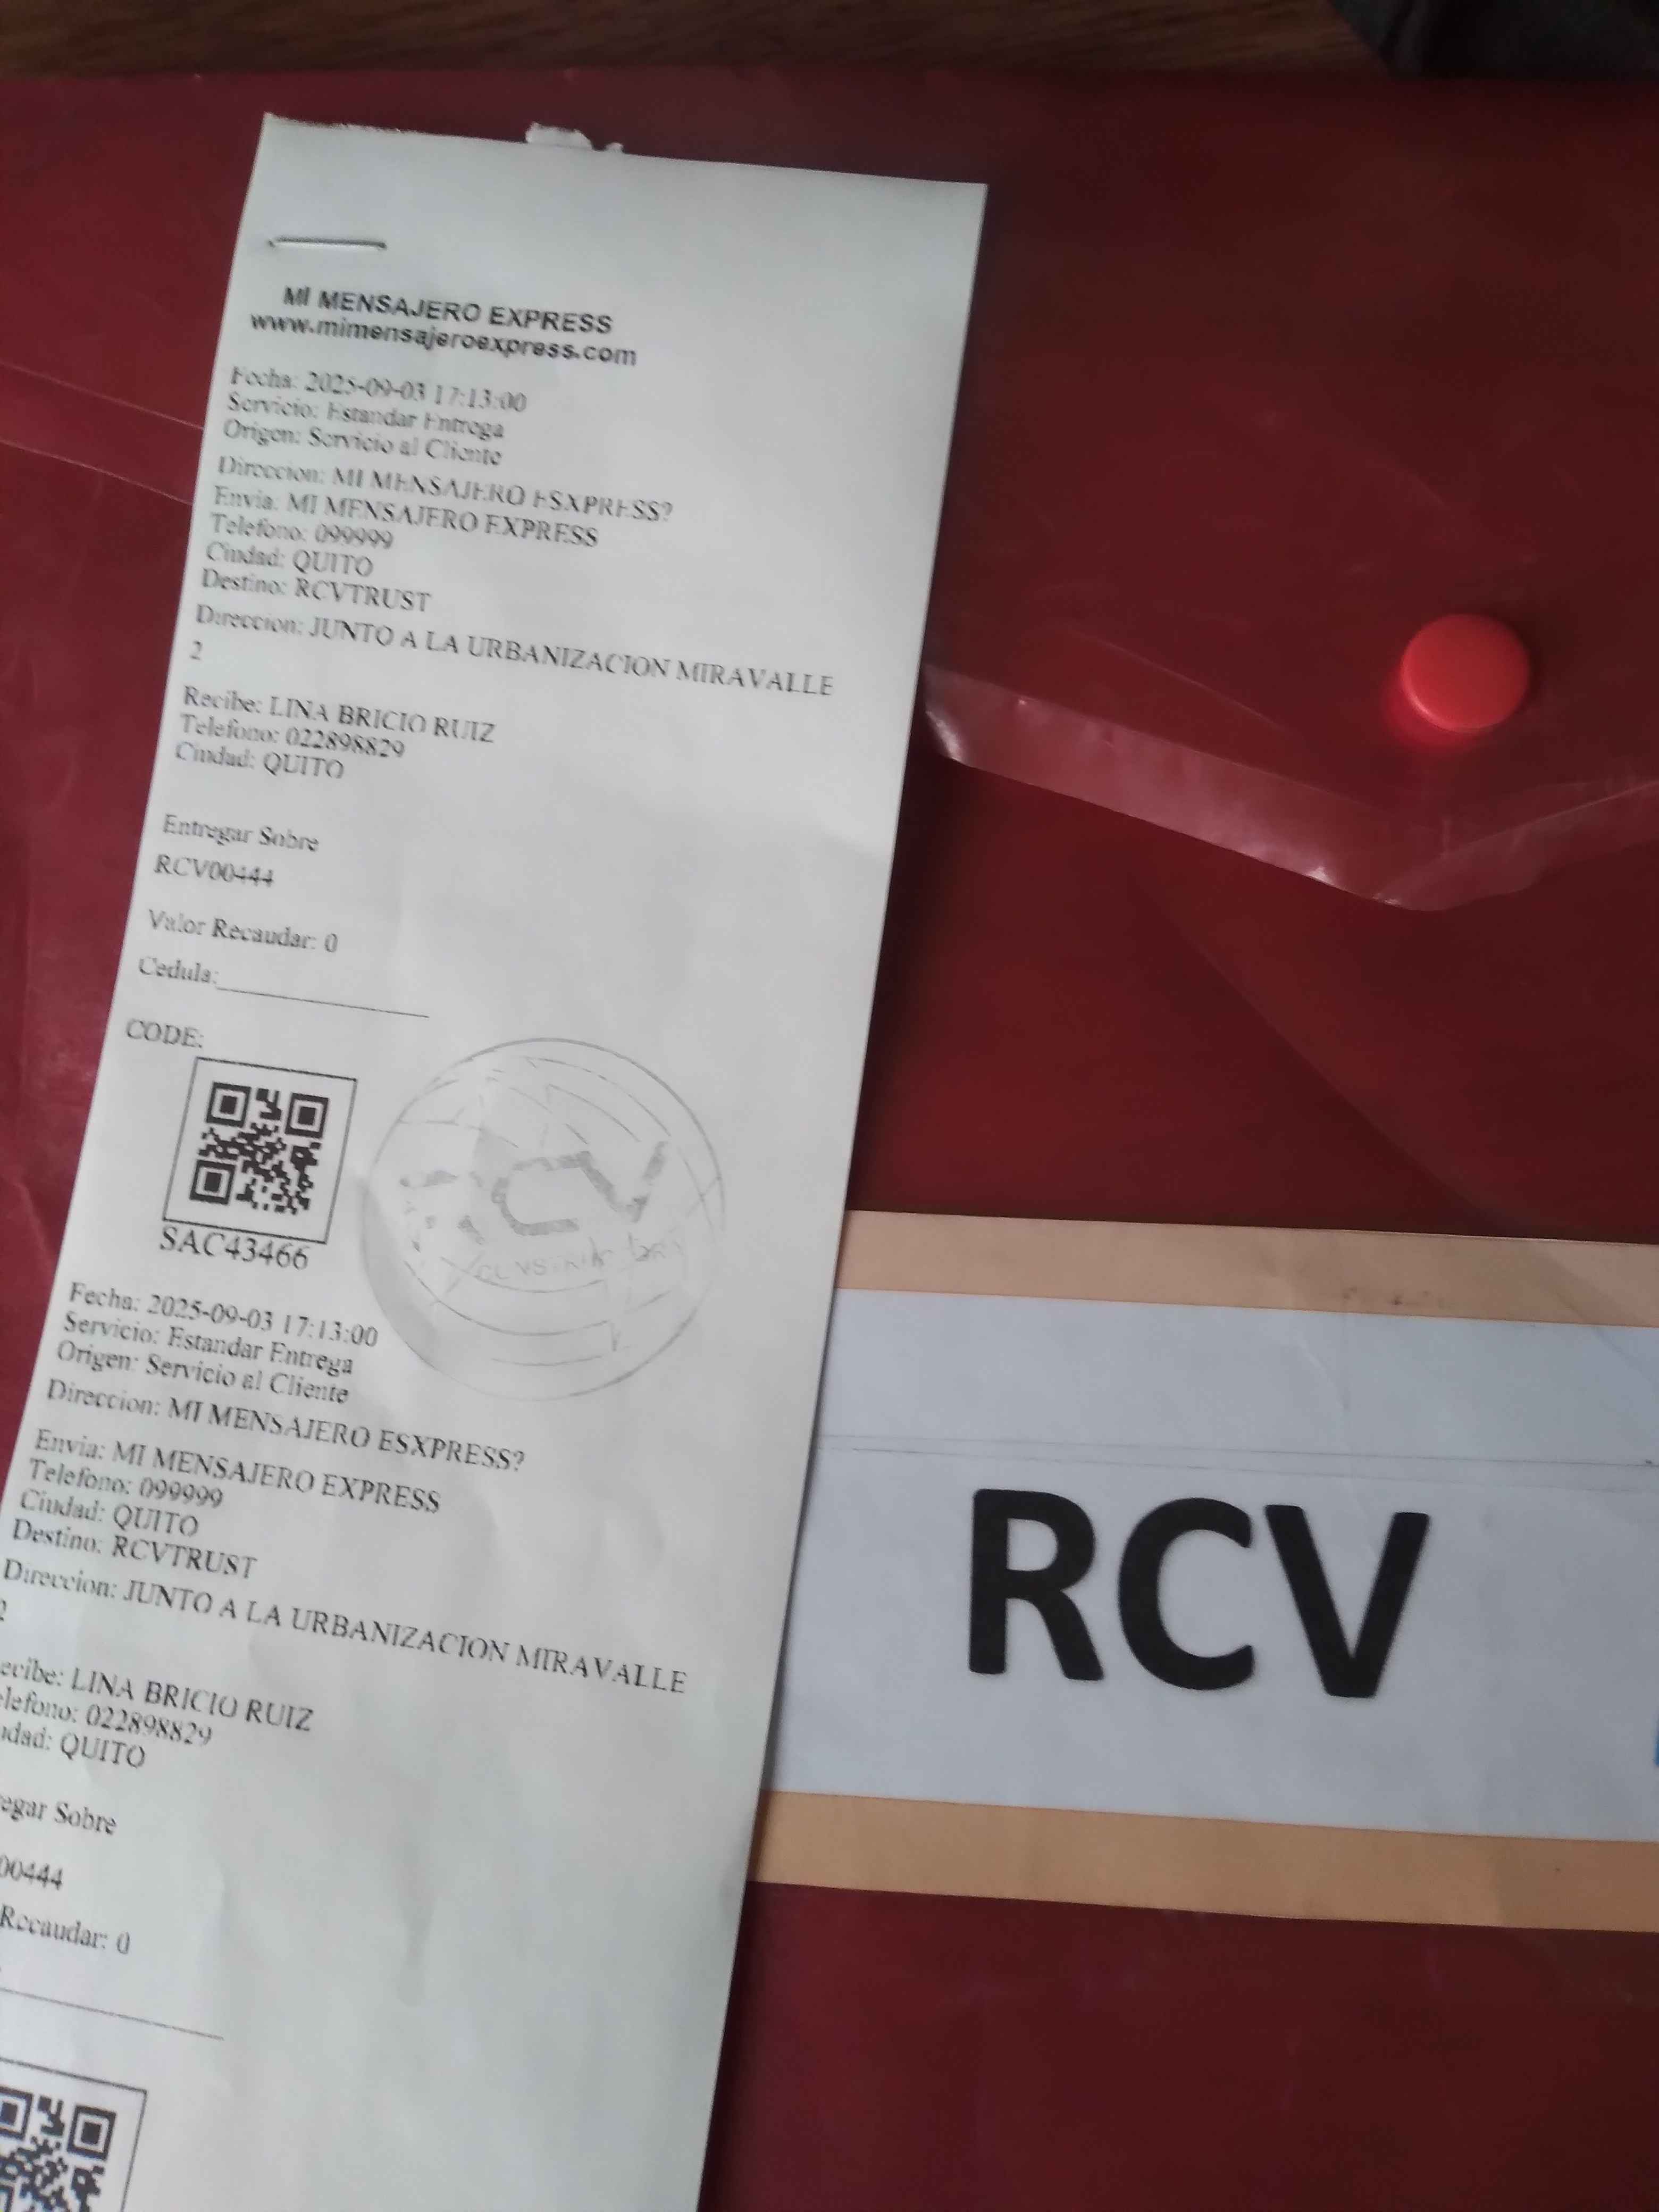 MI MENSAJERO EXPRESS
www.mimensajeroexpress.com
Fecha: 2025-09-03 17:13:00
Servicio: Estandar Entrega
Origen: Servicio al Cliente
Direccion: MI MENSAJERO ESXPRESS?
Envia: MI MENSAJERO EXPRESS
Telefono: 099999
Ciudad: QUITO
Destino: RCVTRUST
Direccion: JUNTO A LA URBANIZACION MIRAVALLE
2
Recibe: LINA BRICIO RUIZ
Telefono: 022898829
Ciudad: QUITO
Entregar Sobre
RCV00444
Valor Recaudar: 0
Cedula:
CODE:
SAC43466
RCV
Fecha: 2025-09-03 17:13:00
Servicio: Estandar Entrega
Origen: Servicio al Cliente
Direccion: MI MENSAJERO ESXPRESS?
Envia: MI MENSAJERO EXPRESS
Telefono: 099999
Ciudad: QUITO
Destino: RCVTRUST
Direccion: JUNTO A LA URBANIZACION MIRAVALLE
2
ecibe: LINA BRICIO RUIZ
elefono: 022898829
udad: QUITO
egar Sobre
00444
Recaudar: 0
RCV